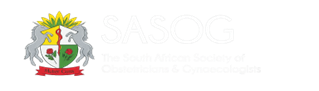 SASOG
The South African Society of
Obstetricians & Gynaecologists